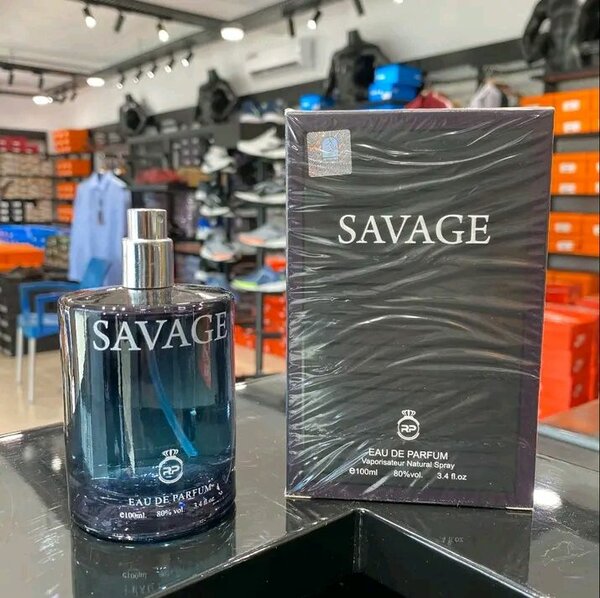 SAVAGE
RP
EAU DE PARFUM
℮100ml. 80%vol. 3.4 fl.oz
SAVAGE
RP
EAU DE PARFUM
Vaporisateur Natural Spray
℮100ml 80%vol. 3.4 fl.oz